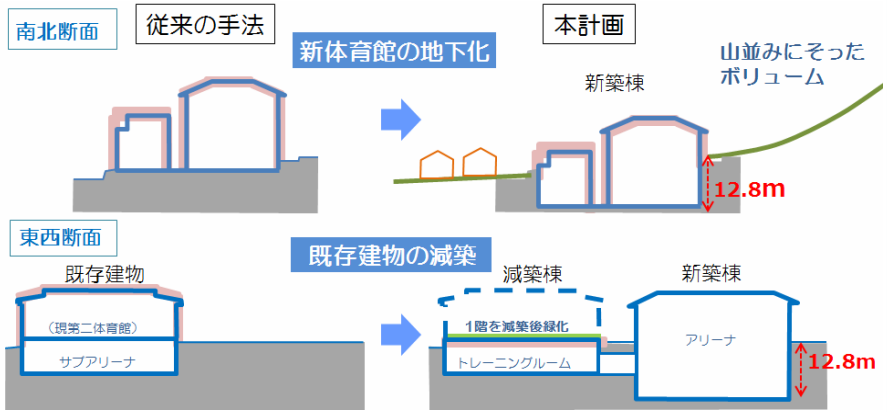 南北断面
従来の手法
本計画
新体育館の地下化
山並みにそった
ボリューム
新築棟
12.8m
東西断面
既存建物の減築
既存建物
減築棟
新築棟
（現第二体育館）
サブアリーナ
1階を減築後緑化
トレーニングルーム
アリーナ
12.8m